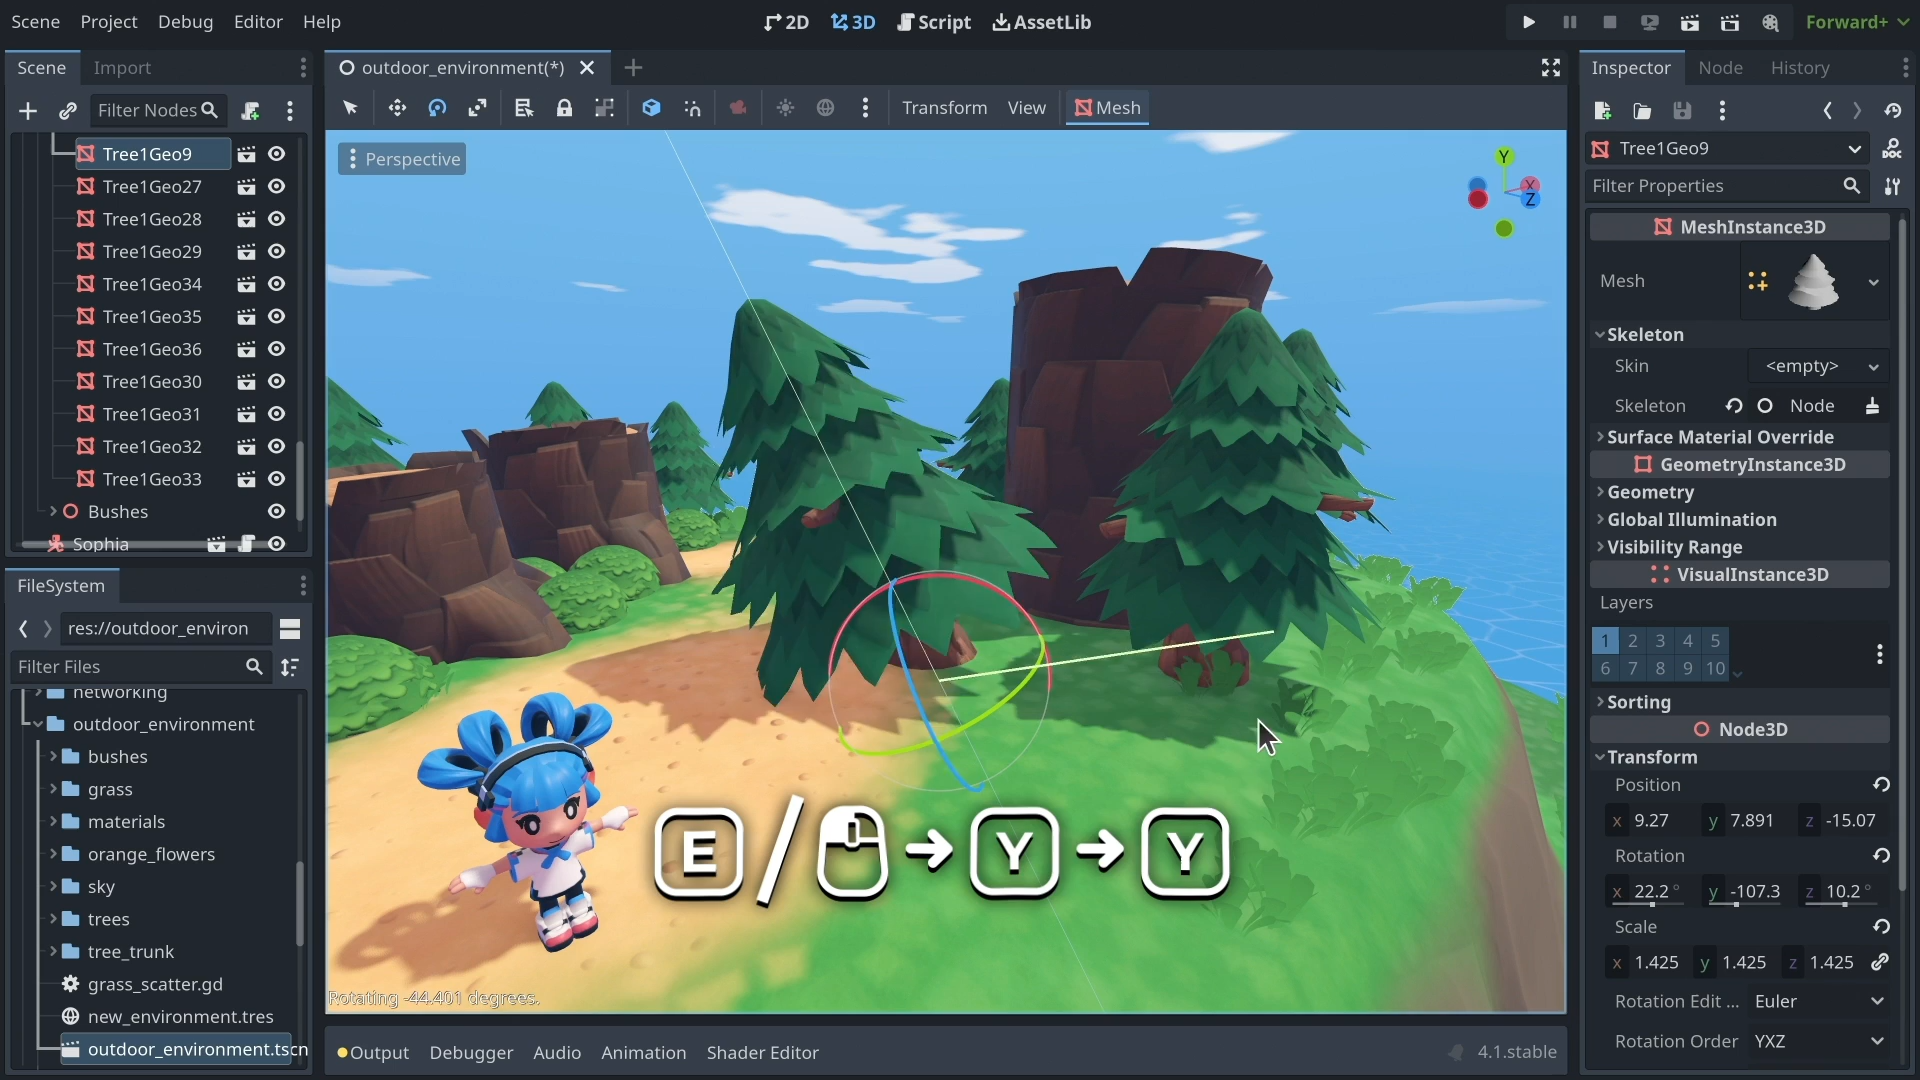 Scene Project Debug Editor Help
2D 3D Script AssetLib
Forward+
Scene Import
Filter Nodes
Tree1Geo9
Tree1Geo27
Tree1Geo28
Tree1Geo29
Tree1Geo34
Tree1Geo35
Tree1Geo36
Tree1Geo30
Tree1Geo31
Tree1Geo32
Tree1Geo33
Bushes
Sophia
FileSystem
res://outdoor_environ
Filter Files
networking
outdoor_environment
bushes
grass
materials
orange_flowers
sky
trees
tree_trunk
grass_scatter.gd
new_environment.tres
outdoor_environment.tscn
outdoor_environment(*)
Transform View Mesh
Perspective
Y
X
Z
E / → Y → Y
Rotating -44.401 degrees.
Output Debugger Audio Animation Shader Editor
4.1.stable
Inspector Node History
Tree1Geo9
DOC
Filter Properties
MeshInstance3D
Mesh
Skeleton
Skin <empty>
Skeleton Node
Surface Material Override
GeometryInstance3D
Geometry
Global Illumination
Visibility Range
VisualInstance3D
Layers
1 2 3 4 5
6 7 8 9 10
Sorting
Node3D
Transform
Position
x 9.27 y 7.891 z -15.07
Rotation
x 22.2 ° y -107.3 z 10.2 °
Scale
x 1.425 y 1.425 z 1.425
Rotation Edit ... Euler
Rotation Order YXZ